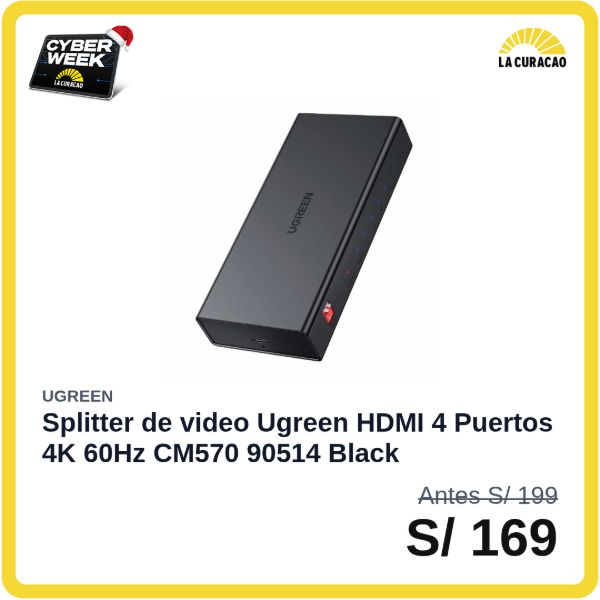 CYBER
WEEK
LA CURACAO
LA CURACAO
UGREEN
UGREEN
Splitter de video Ugreen HDMI 4 Puertos
4K 60Hz CM570 90514 Black
Antes S/ 199
S/ 169